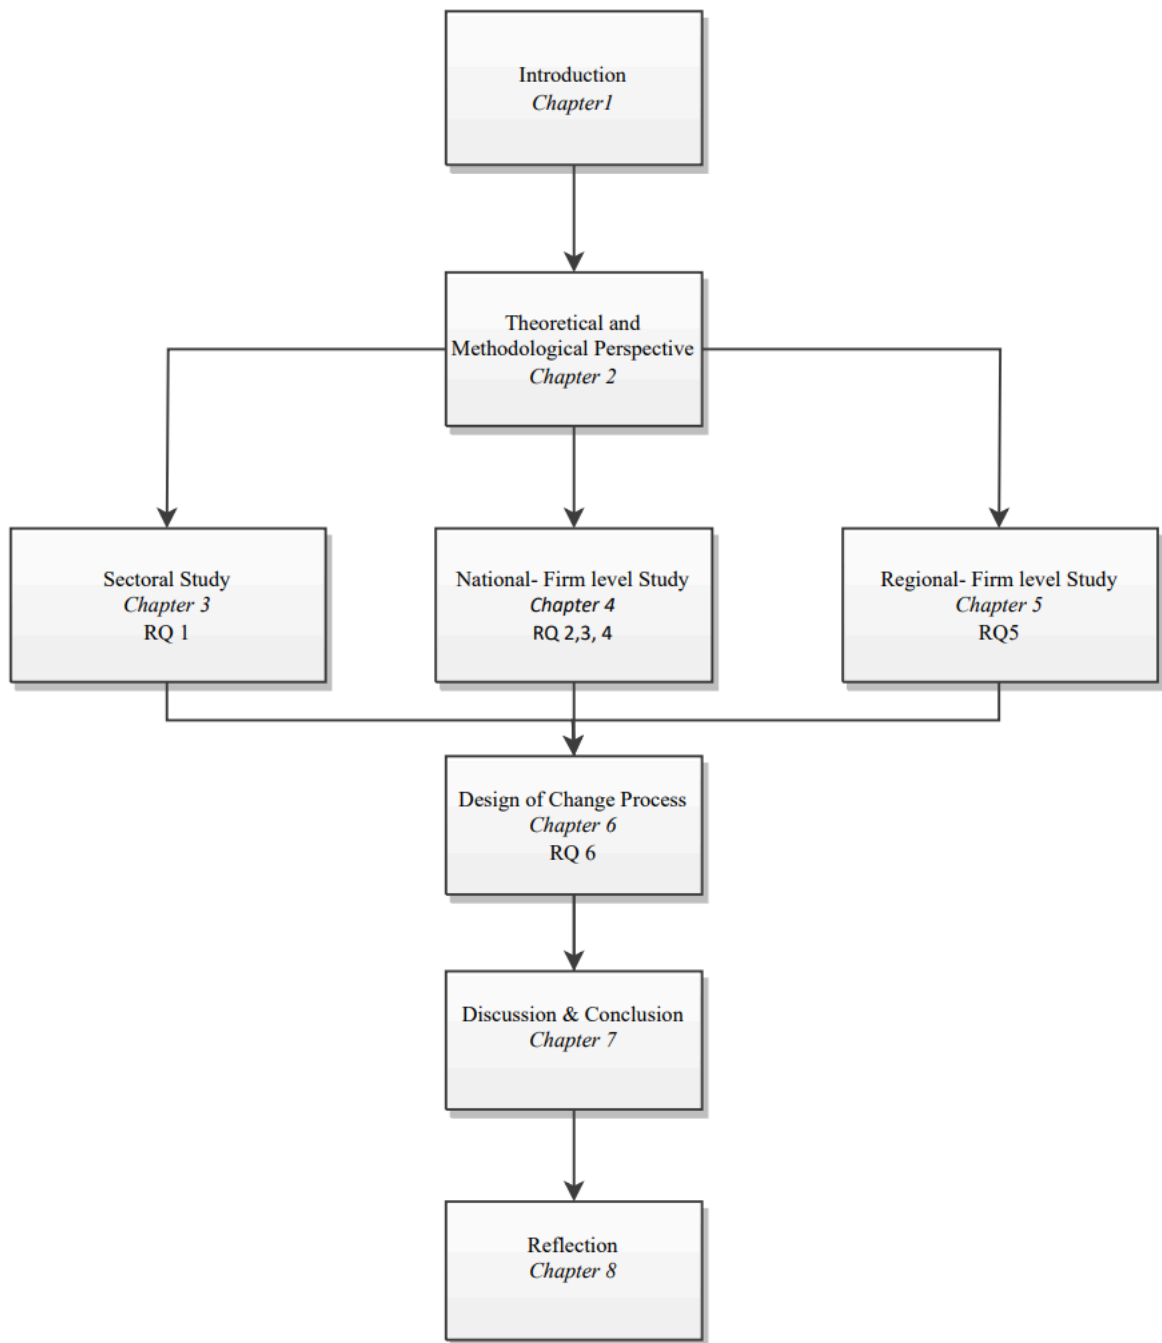 Introduction
Chapter1
Theoretical and
Methodological Perspective
Chapter 2
Sectoral Study
Chapter 3
RQ 1
National- Firm level Study
Chapter 4
RQ 2,3, 4
Regional- Firm level Study
Chapter 5
RQ5
Design of Change Process
Chapter 6
RQ 6
Discussion & Conclusion
Chapter 7
Reflection
Chapter 8